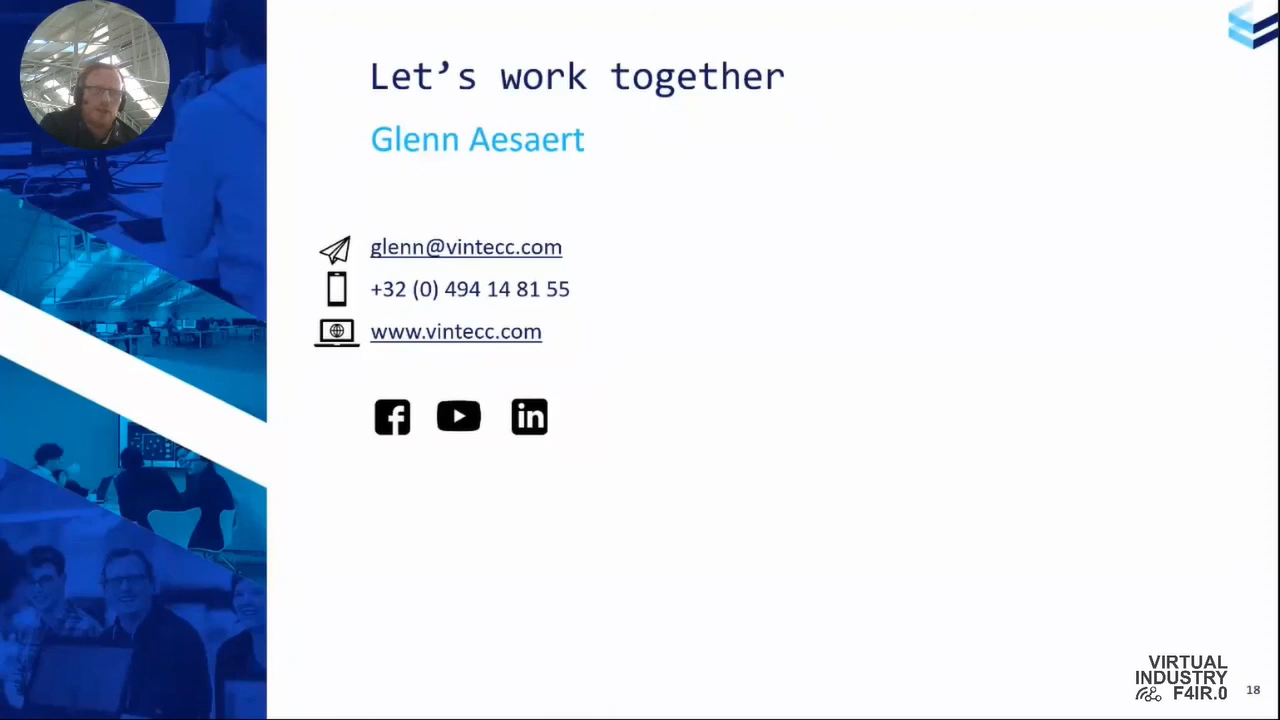 Let's work together
Glenn Aesaert
glenn@vintecc.com
+32 (0) 494 14 81 55
www.vintecc.com
f
in
VIRTUAL
INDUSTRY
F4IR.0
18